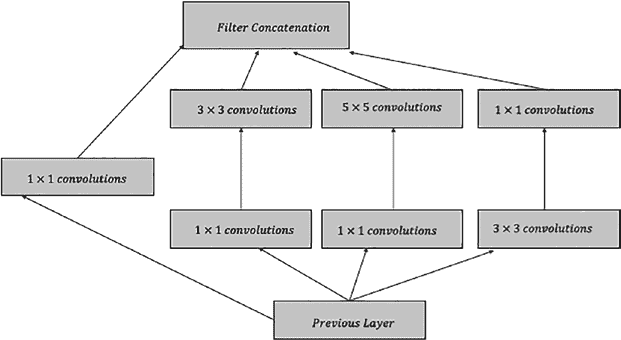 Filter Concatenation
3 × 3 convolutions
5 × 5 convolutions
1 × 1 convolutions
1 × 1 convolutions
1 × 1 convolutions
1 × 1 convolutions
3 × 3 convolutions
Previous Layer